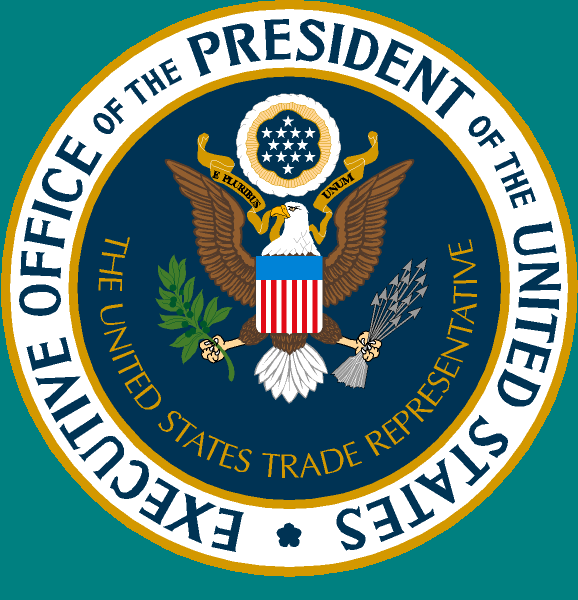 EXECUTIVE OFFICE OF THE PRESIDENT OF THE UNITED STATES
E PLURIBUS UNUM
THE UNITED STATES TRADE REPRESENTATIVE